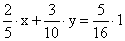 2/5 · x + 3/10 · y = 5/16 · 1